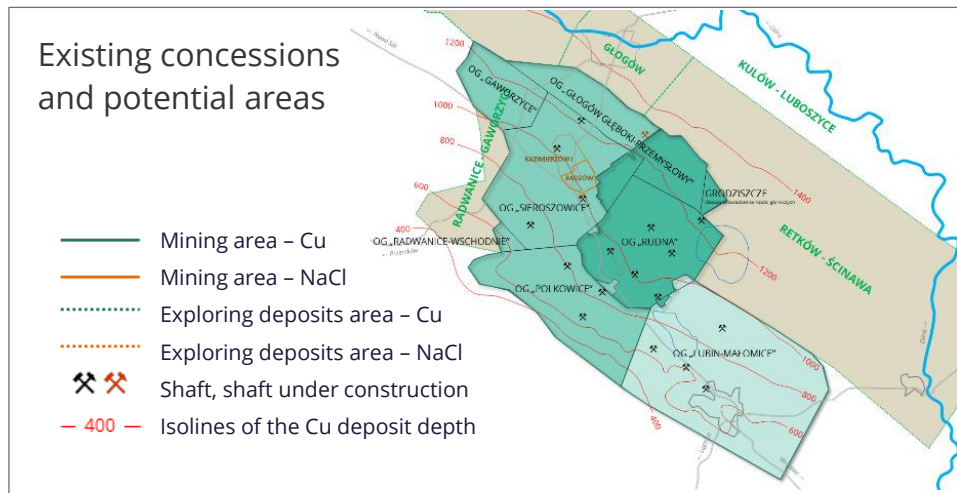 Existing concessions
and potential areas
Mining area – Cu
Mining area – NaCl
Exploring deposits area – Cu
Exploring deposits area – NaCl
Shaft, shaft under construction
— 400 — Isolines of the Cu deposit depth
1200
1000
800
600
400
GŁOGÓW
KULÓW - LUBOSZYCE
OG „GAWORZYCE”
OG „GŁOGÓW GŁĘBOKI-PRZEMYSŁOWY”
RADWANICE - GAWORZYCE
KAZIMIERZÓW I
BĄDZÓW
GRODZISZCZE
1400
OG „SIEROSZOWICE”
OG „RADWANICE-WSCHODNIE”
OG „RUDNA”
RETKÓW - ŚCINAWA
1200
OG „POLKOWICE”
OG „LUBIN-MAŁOMICE”
1000
800
600
400